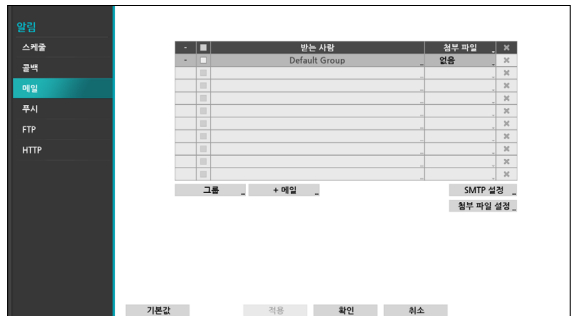 알림
스케줄
콜백
메일
푸시
FTP
HTTP
- 받는 사람 첨부 파일
- Default Group 없음
그룹 + 메일 SMTP 설정
첨부 파일 설정
기본값 적용 확인 취소